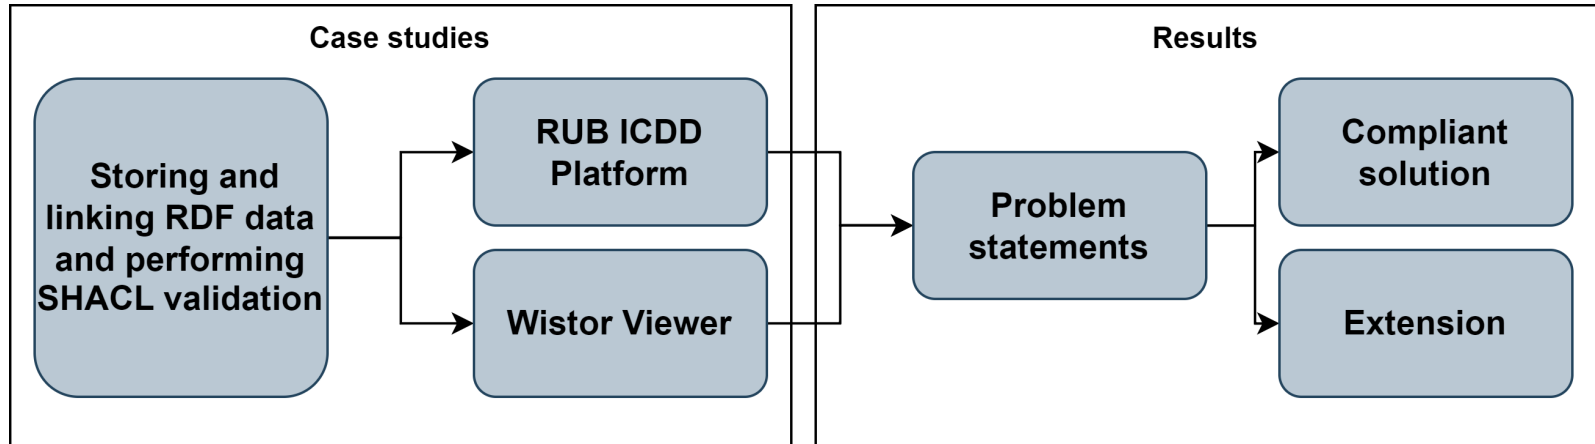 Case studies
Storing and
linking RDF data
and performing
SHACL validation
RUB ICDD
Platform
Wistor Viewer
Results
Problem
statements
Compliant
solution
Extension